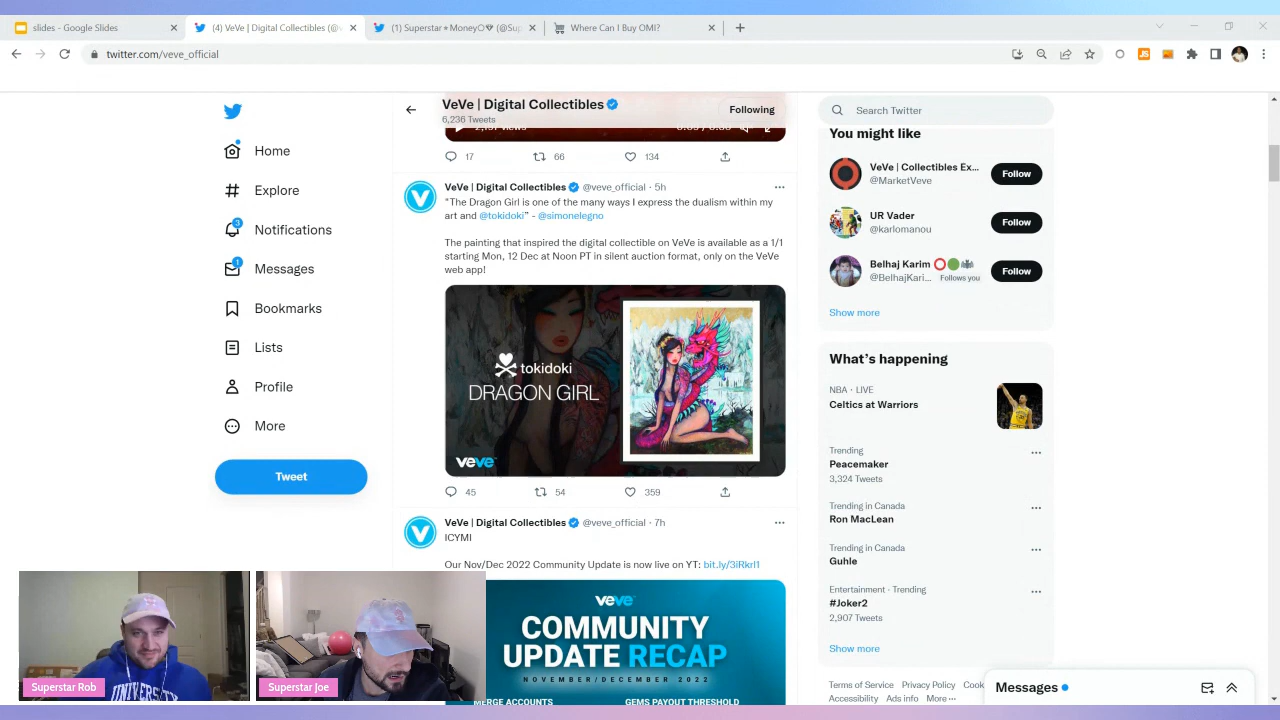 slides - Google Slides
(4) VeVe | Digital Collectibles (@v
(1) Superstar
Where Can I Buy OMI?
twitter.com/veve_official
VeVe | Digital Collectibles
6,236 Tweets
Following
17
66
134
VeVe | Digital Collectibles @veve_official · 5h
"The Dragon Girl is one of the many ways I express the dualism within my
art and @tokidoki" - @simonelegno
The painting that inspired the digital collectible on VeVe is available as a 1/1
starting Mon, 12 Dec at Noon PT in silent auction format, only on the VeVe
web app!
tokidoki
DRAGON GIRL
veve
45
54
359
VeVe | Digital Collectibles @veve_official · 7h
ICYMI
Our Nov/Dec 2022 Community Update is now live on YT: bit.ly/3iRkrl1
veve
COMMUNITY
UPDATE RECAP
NOVEMBER/DECEMBER 2022
MERGE ACCOUNTS
GEMS PAYOUT THRESHOLD
Home
Explore
3
Notifications
1
Messages
Bookmarks
Lists
Profile
More
Tweet
Search Twitter
You might like
VeVe | Collectibles Ex...
@MarketVeve
Follow
UR Vader
@karlomanou
Follow
Belhaj Karim
@BelhajKari...
Follows you
Follow
Show more
What's happening
NBA · LIVE
Celtics at Warriors
Trending
Peacemaker
3,324 Tweets
Trending in Canada
Ron MacLean
Trending in Canada
Guhle
Entertainment · Trending
#Joker2
2,907 Tweets
Show more
Terms of Service Privacy Policy Cook
Accessibility Ads info More
Messages
Superstar Rob
UNIVERSITY
Superstar Joe